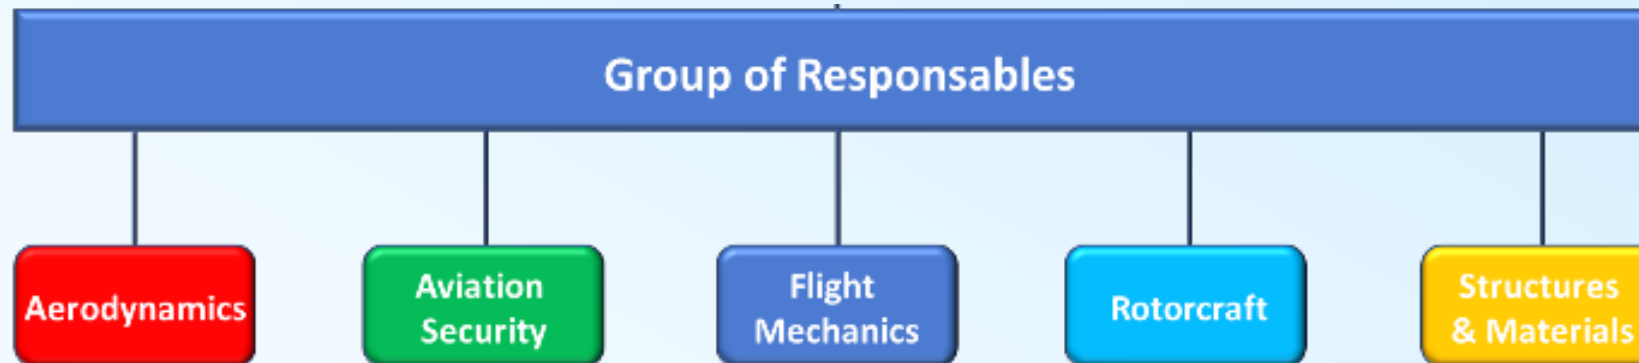 Group of Responsables
Aerodynamics
Aviation
Security
Flight
Mechanics
Rotorcraft
Structures
& Materials